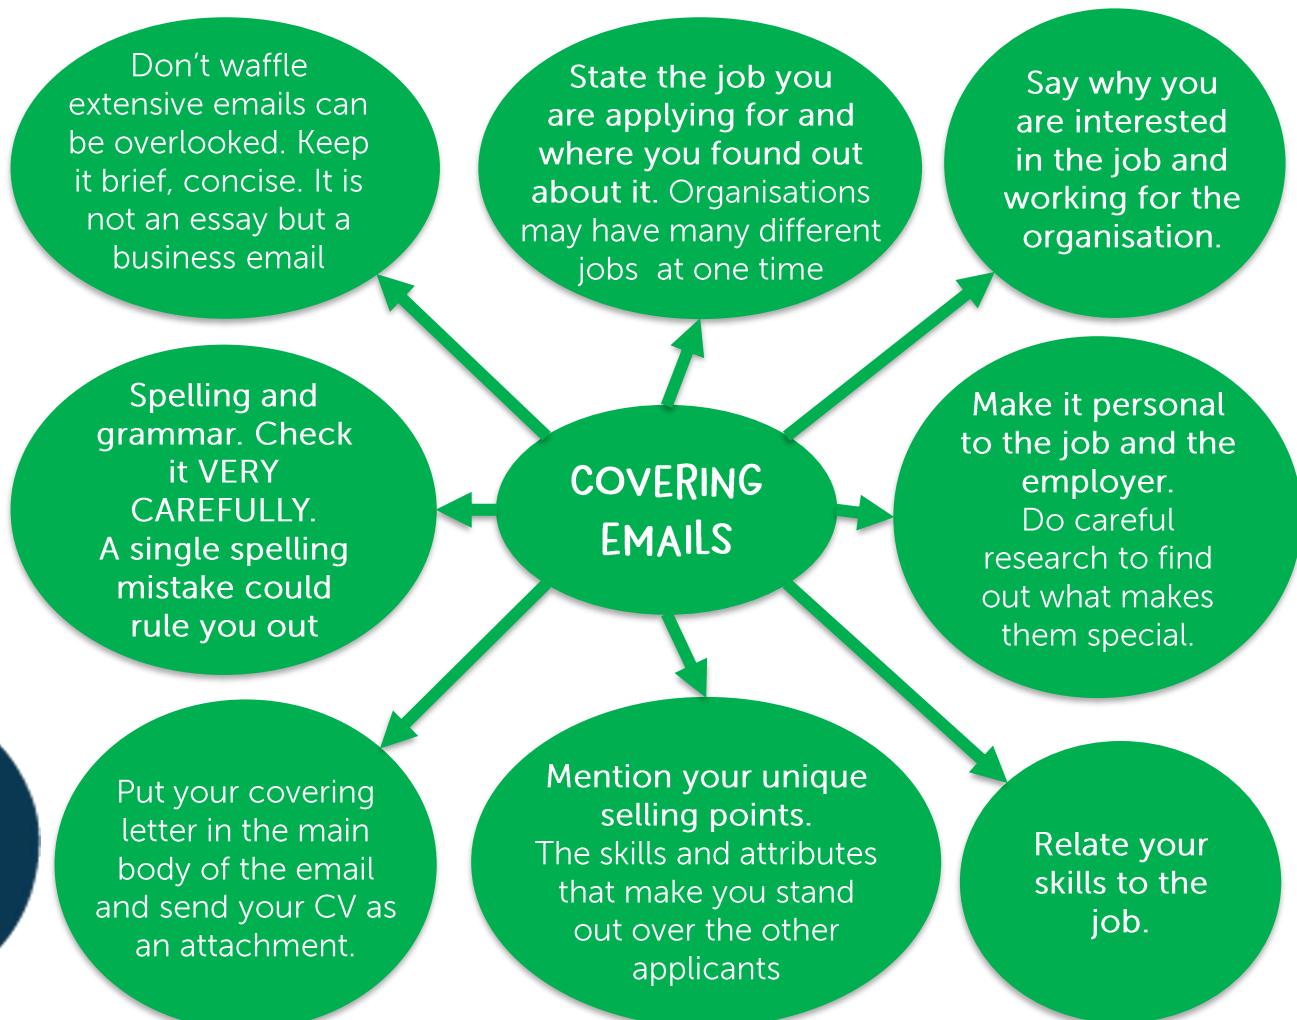 Don't waffle
extensive emails can
be overlooked. Keep
it brief, concise. It is
not an essay but a
business email
State the job you
are applying for and
where you found out
about it. Organisations
may have many different
jobs at one time
Say why you
are interested
in the job and
working for the
organisation.
Spelling and
grammar. Check
it VERY
CAREFULLY.
A single spelling
mistake could
rule you out
COVERING
EMAILS
Make it personal
to the job and the
employer.
Do careful
research to find
out what makes
them special.
Put your covering
letter in the main
body of the email
and send your CV as
an attachment.
Mention your unique
selling points.
The skills and attributes
that make you stand
out over the other
applicants
Relate your
skills to the
job.